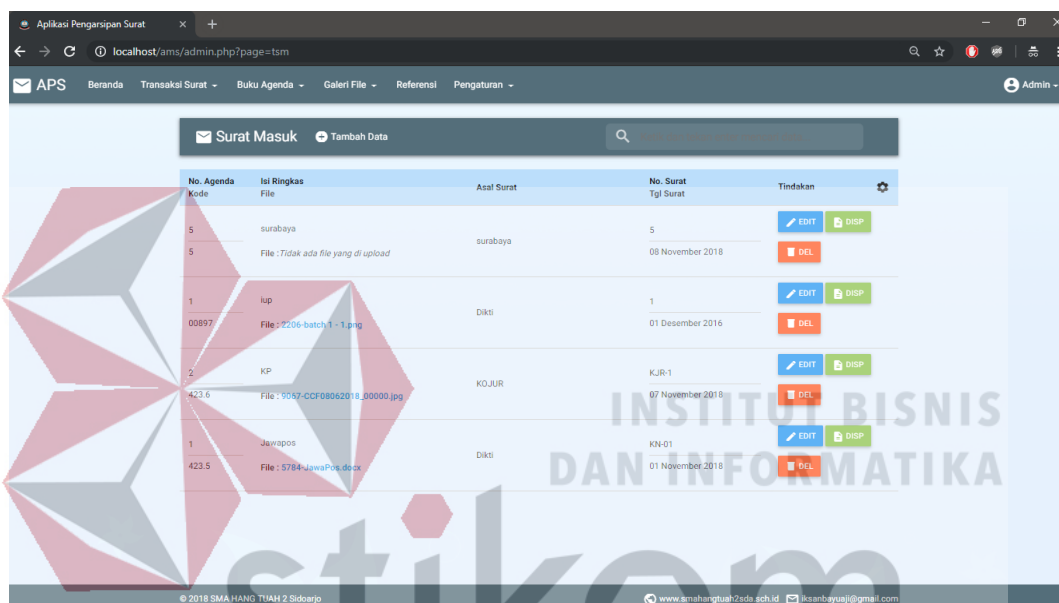 Aplikasi Pengarsipan Surat
localhost/ams/admin.php?page=tsm
APS Beranda Transaksi Surat Buku Agenda Galeri File Referensi Pengaturan Admin
Surat Masuk Tambah Data
No. Agenda Isi Ringkas Asal Surat No. Surat Tindakan
Kode File Tgl Surat
5 surabaya surabaya 5 EDIT DISP
5 File : Tidak ada file yang di upload 08 November 2018 DEL
1 iup Dikti 1 EDIT DISP
00897 File : 2206-batch 1 - 1.png 01 Desember 2016 DEL
2 KP KOJUR KJR-1 EDIT DISP
423.6 File : 9067-CCF08062018_00000.jpg 07 November 2018 DEL
1 Jawapos Dikti KN-01 EDIT DISP
423.5 File : 5784-JawaPos.docx 01 November 2018 DEL
INSTITUT BISNIS
DAN INFORMATIKA
stikom
© 2018 SMA HANG TUAH 2 Sidoarjo www.smahangtuah2sda.sch.id iksanbayuaji@gmail.com